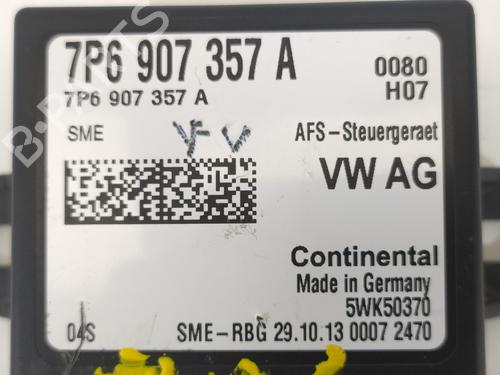 7P6 907 357 A
7P6 907 357 A
0080
H07
SME
AFS-Steuergeraet
VW AG
Continental
Made in Germany
5WK50370
04S
SME-RBG 29.10.13 0007 2470
B-PARTS